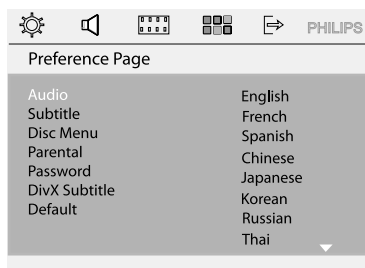 PHILIPS
Preference Page
Audio
Subtitle
Disc Menu
Parental
Password
DivX Subtitle
Default
English
French
Spanish
Chinese
Japanese
Korean
Russian
Thai